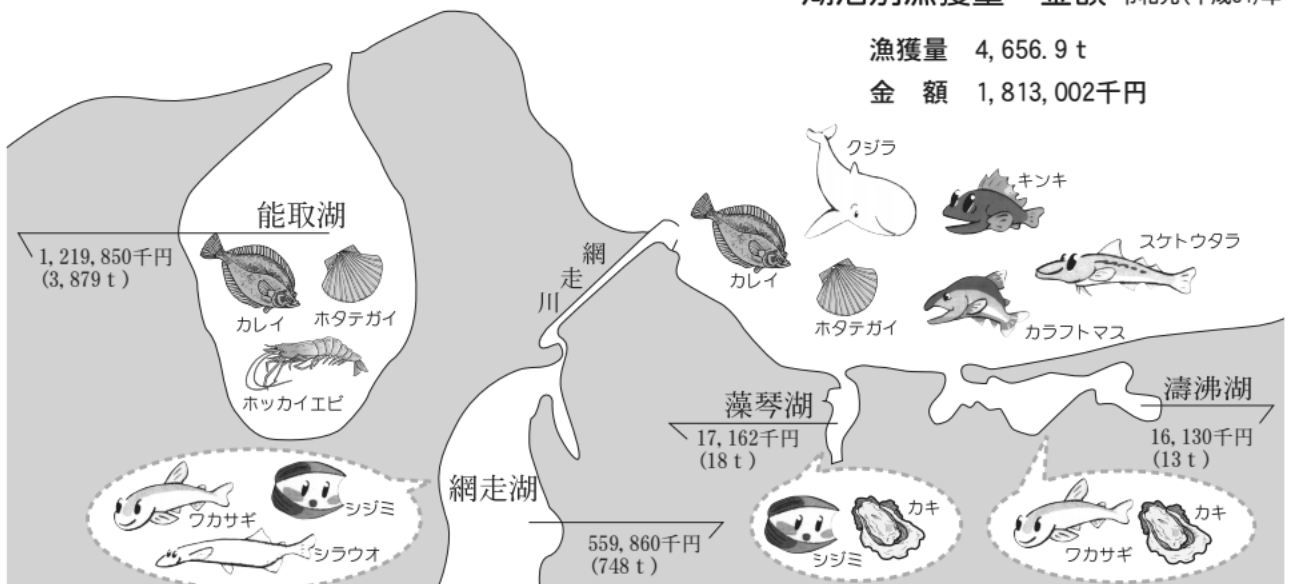 漁獲量 4,656.9t
金 額 1,813,002千円
クジラ
キンキ
能取湖
1,219,850千円
(3,879t)
カレイ
ホタテガイ
ホッカイエビ
網走川
カレイ
ホタテガイ
スケトウタラ
カラフトマス
藻琴湖
17,162千円
(18t)
濤沸湖
16,130千円
(13t)
網走湖
559,860千円
(748t)
ワカサギ
シジミ
シラウオ
シジミ
カキ
ワカサギ
カキ